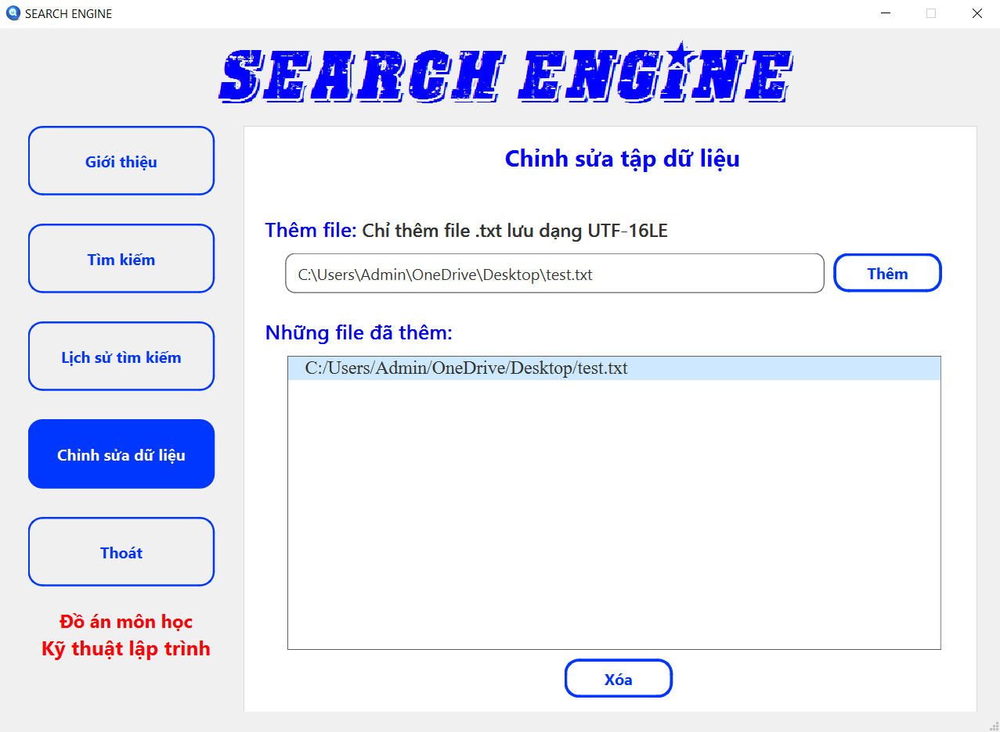 SEARCH ENGINE
SEARCH ENGiNE
Giới thiệu
Tìm kiếm
Lịch sử tìm kiếm
Chỉnh sửa dữ liệu
Thoát
Đồ án môn học
Kỹ thuật lập trình
Chỉnh sửa tập dữ liệu
Thêm file: Chỉ thêm file .txt lưu dạng UTF-16LE
C:\Users\Admin\OneDrive\Desktop\test.txt
Thêm
Những file đã thêm:
C:/Users/Admin/OneDrive/Desktop/test.txt
Xóa